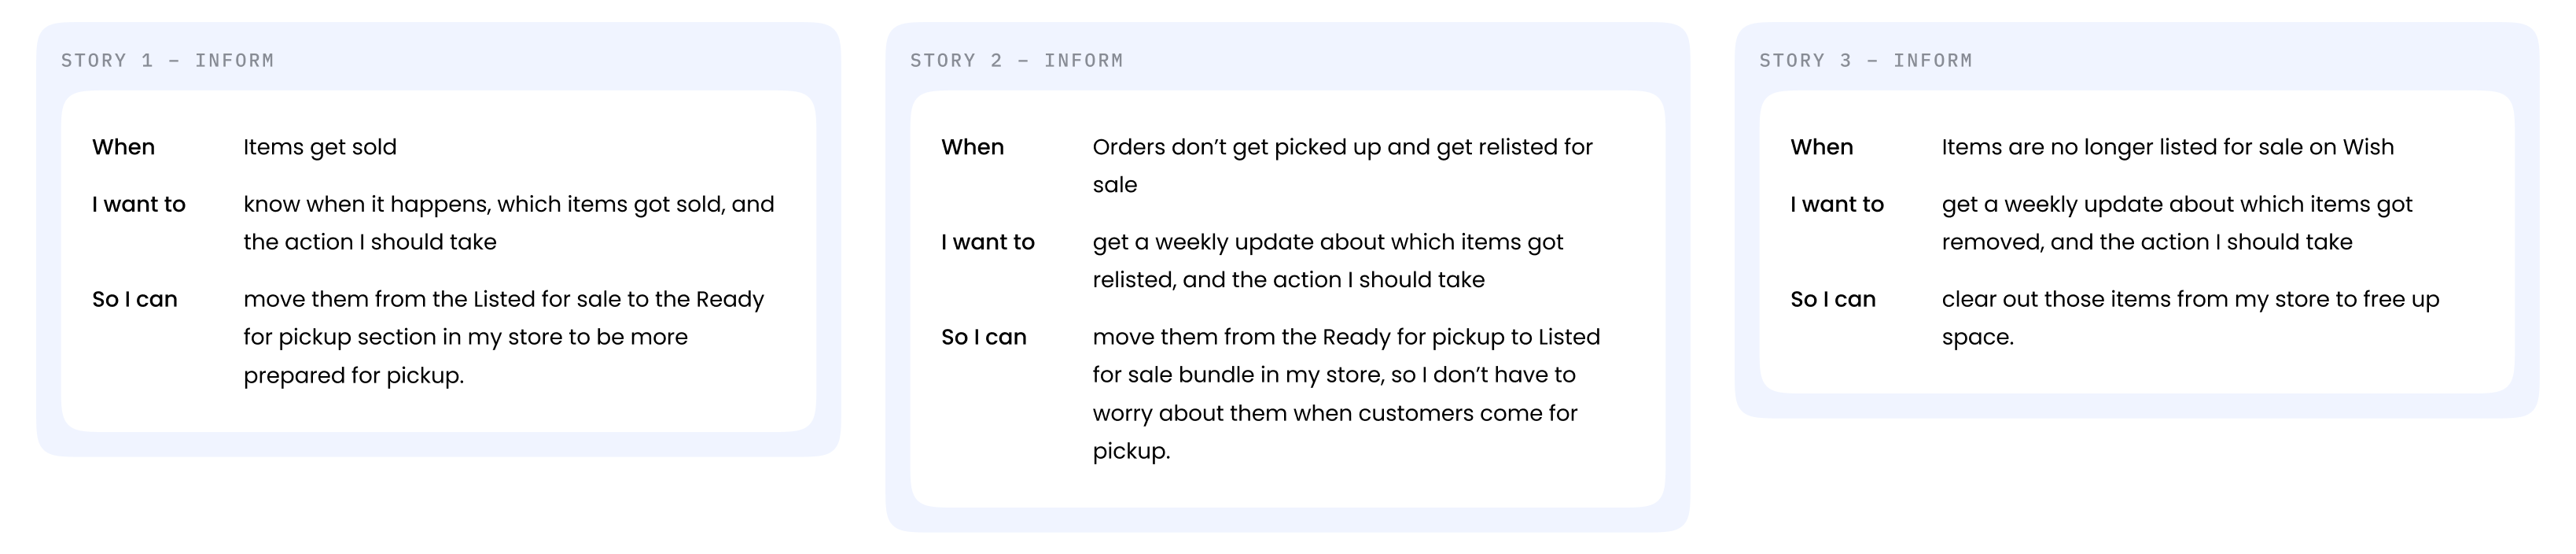 STORY 1 – INFORM
When Items get sold
I want to know when it happens, which items got sold, and
the action I should take
So I can move them from the Listed for sale to the Ready
for pickup section in my store to be more
prepared for pickup.
STORY 2 – INFORM
When Orders don’t get picked up and get relisted for
sale
I want to get a weekly update about which items got
relisted, and the action I should take
So I can move them from the Ready for pickup to Listed
for sale bundle in my store, so I don’t have to
worry about them when customers come for
pickup.
STORY 3 – INFORM
When Items are no longer listed for sale on Wish
I want to get a weekly update about which items got
removed, and the action I should take
So I can clear out those items from my store to free up
space.